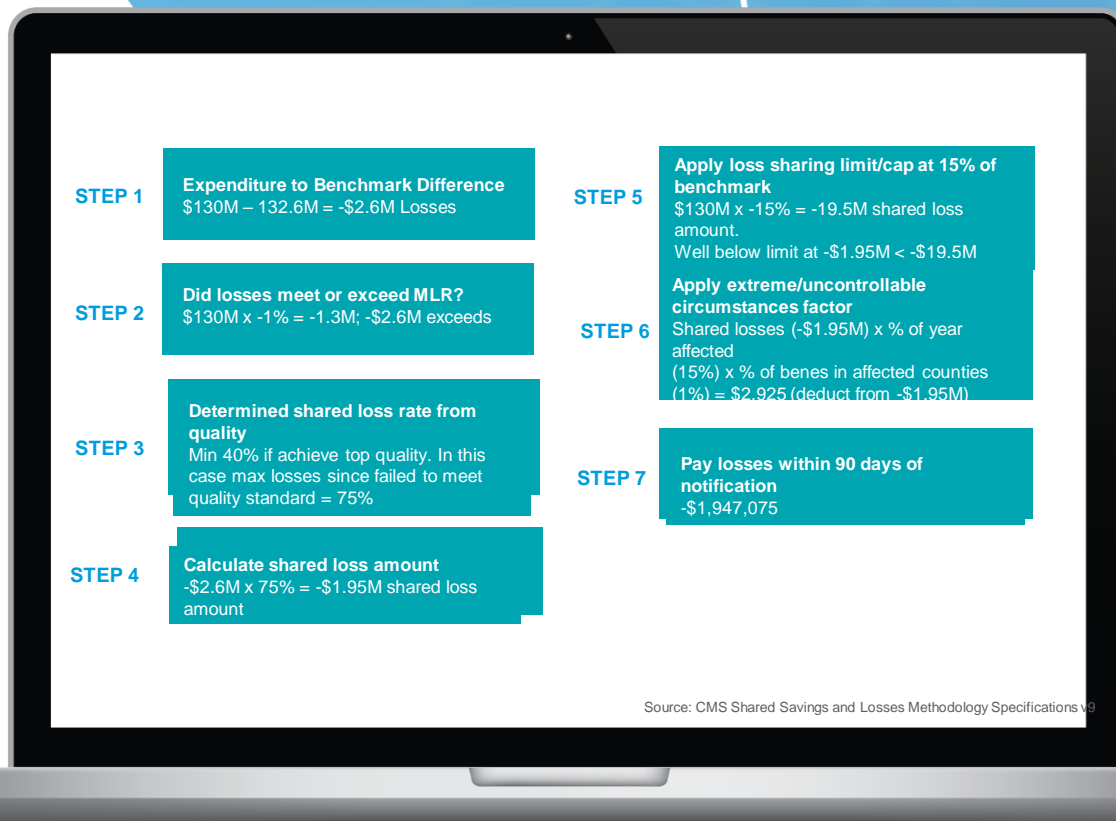 STEP 1
Expenditure to Benchmark Difference
$130M – 132.6M = -$2.6M Losses
STEP 2
Did losses meet or exceed MLR?
$130M x -1% = -1.3M; -$2.6M exceeds
STEP 3
Determined shared loss rate from
quality
Min 40% if achieve top quality. In this
case max losses since failed to meet
quality standard = 75%
STEP 4
Calculate shared loss amount
-$2.6M x 75% = -$1.95M shared loss
amount
STEP 5
Apply loss sharing limit/cap at 15% of
benchmark
$130M x -15% = -19.5M shared loss
amount.
Well below limit at -$1.95M < -$19.5M
STEP 6
Apply extreme/uncontrollable
circumstances factor
Shared losses (-$1.95M) x % of year
affected
(15%) x % of benes in affected counties
(1%) = $2,925 (deduct from -$1.95M)
STEP 7
Pay losses within 90 days of
notification
-$1,947,075
Source: CMS Shared Savings and Losses Methodology Specifications v9